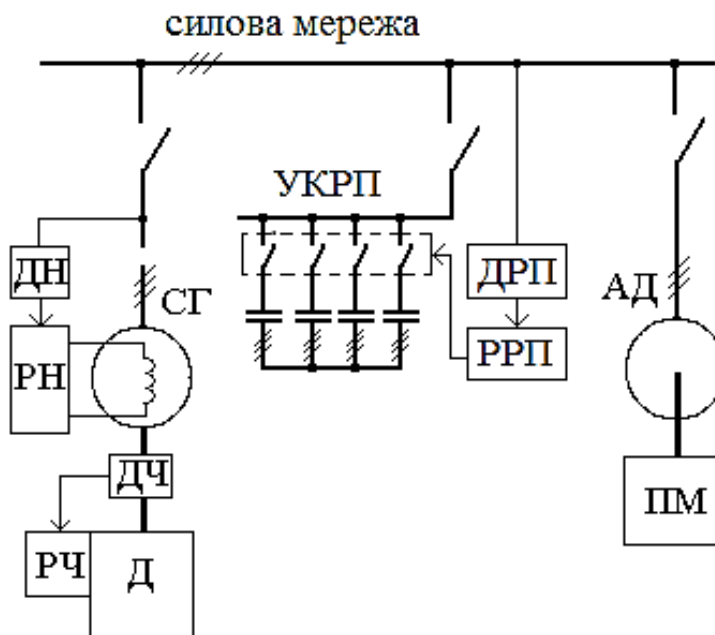 силова мережа
УКРП
ДН
СГ
ДРП
АД
РН
РРП
ДЧ
ПМ
РЧ
Д